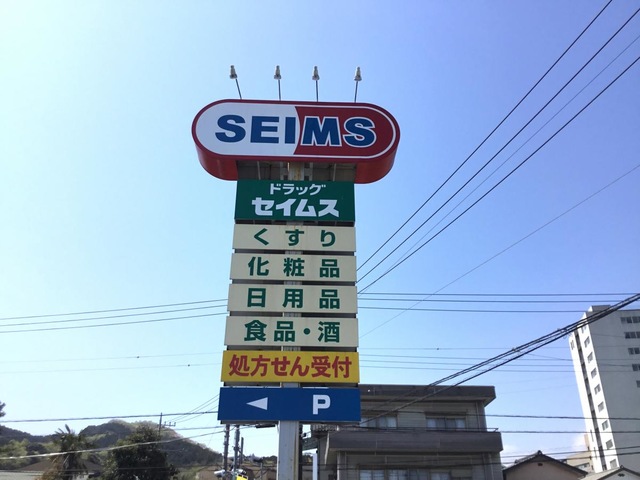 SEIMS
ドラッグ
セイムス
くすり
化粧品
日用品
食品・酒
処方せん受付
P